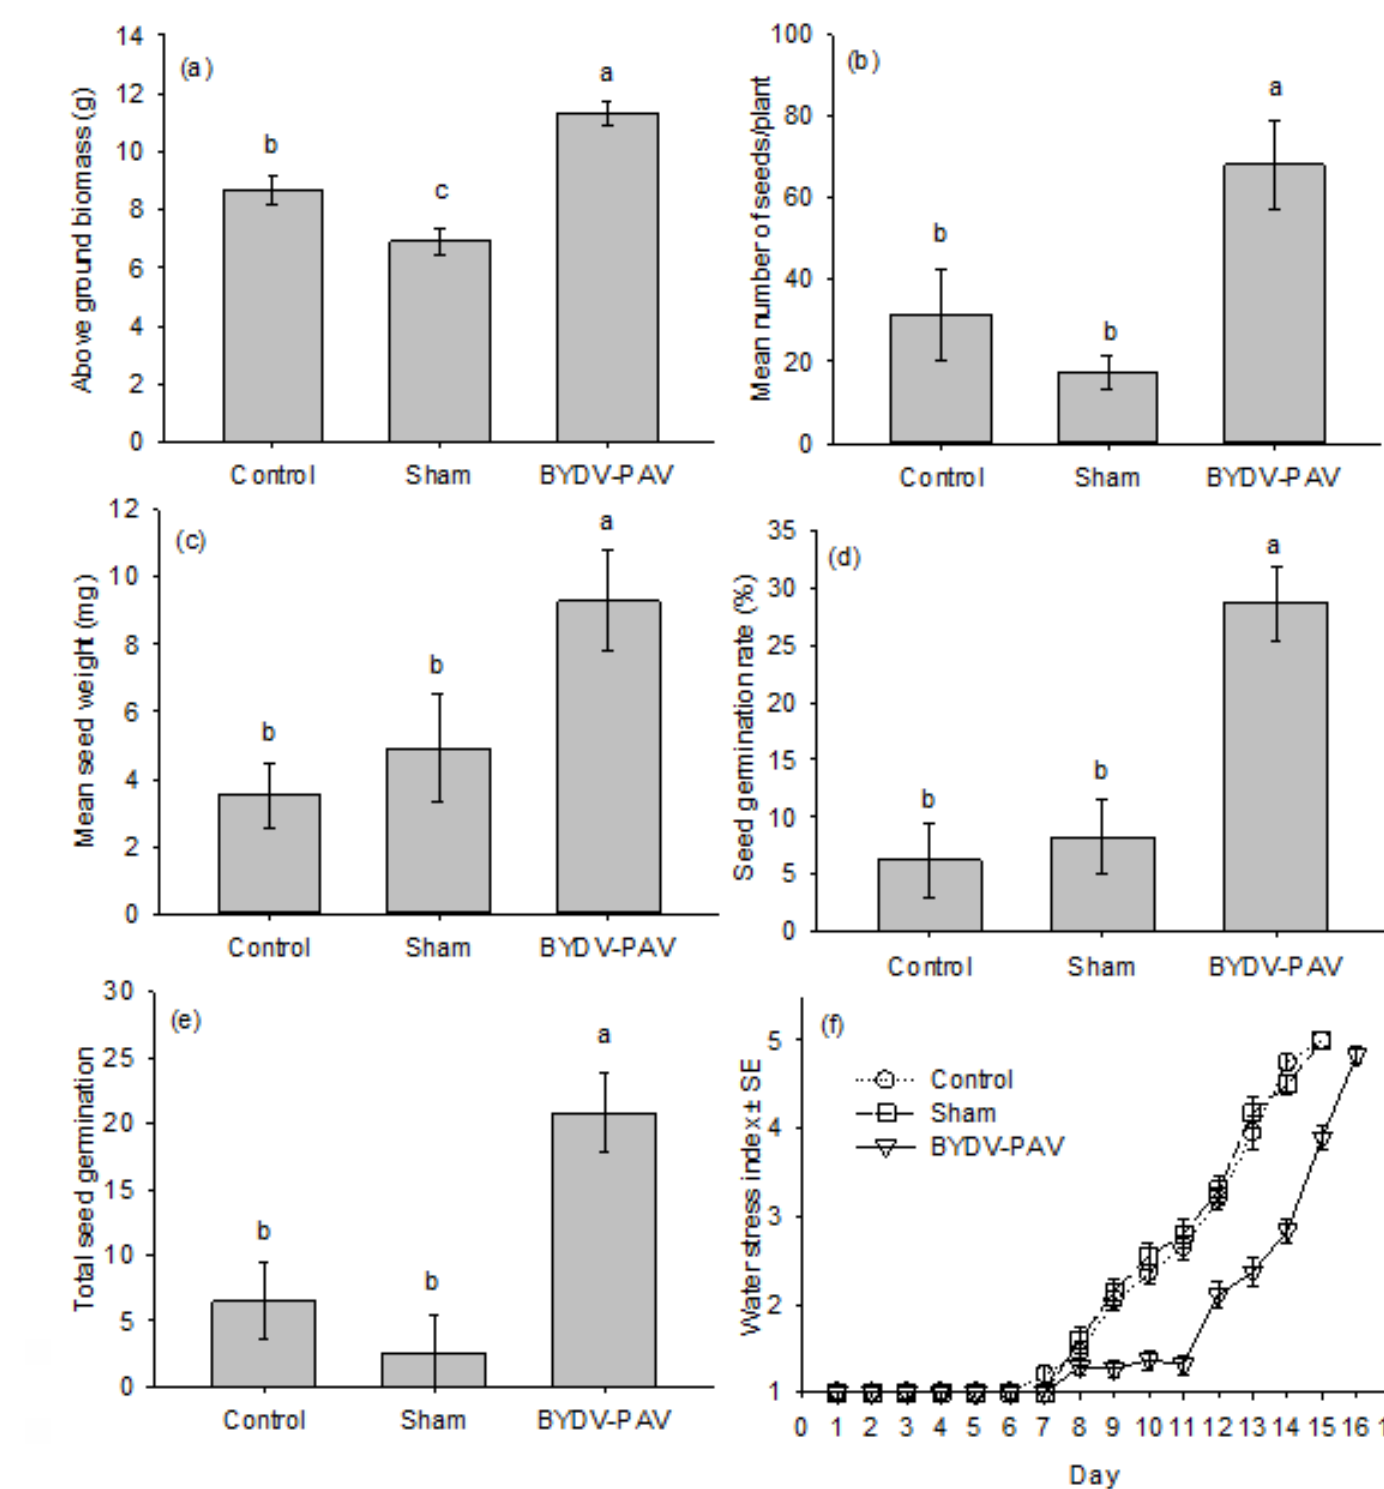 (a)
Above ground biomass (g)
14
12
10
8
6
4
2
0
b
c
a
Control Sham BYDV-PAV
(b)
Mean number of seeds/plant
100
80
60
40
20
0
b
b
a
Control Sham BYDV-PAV
(c)
Mean seed weight (mg)
12
10
8
6
4
2
0
b
b
a
Control Sham BYDV-PAV
(d)
Seed germination rate (%)
35
30
25
20
15
10
5
0
b
b
a
Control Sham BYDV-PAV
(e)
Total seed germination
30
25
20
15
10
5
0
b
b
a
Control Sham BYDV-PAV
(f)
Water stress index ± SE
5
4
3
2
1
Control
Sham
BYDV-PAV
0 1 2 3 4 5 6 7 8 9 10 11 12 13 14 15 16
Day